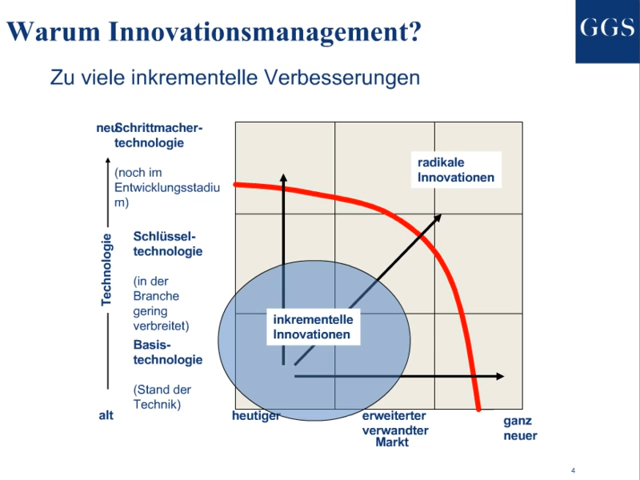 Warum Innovationsmanagement?
GGS
Zu viele inkrementelle Verbesserungen
neu
Schrittmacher-
technologie
(noch im
Entwicklungsstadiu
m)
radikale
Innovationen
Technologie
Schlüssel-
technologie
(in der
Branche
gering
verbreitet)
inkrementelle
Innovationen
Basis-
technologie
(Stand der
Technik)
alt
heutiger
erweiterter
verwandter
Markt
ganz
neuer
4